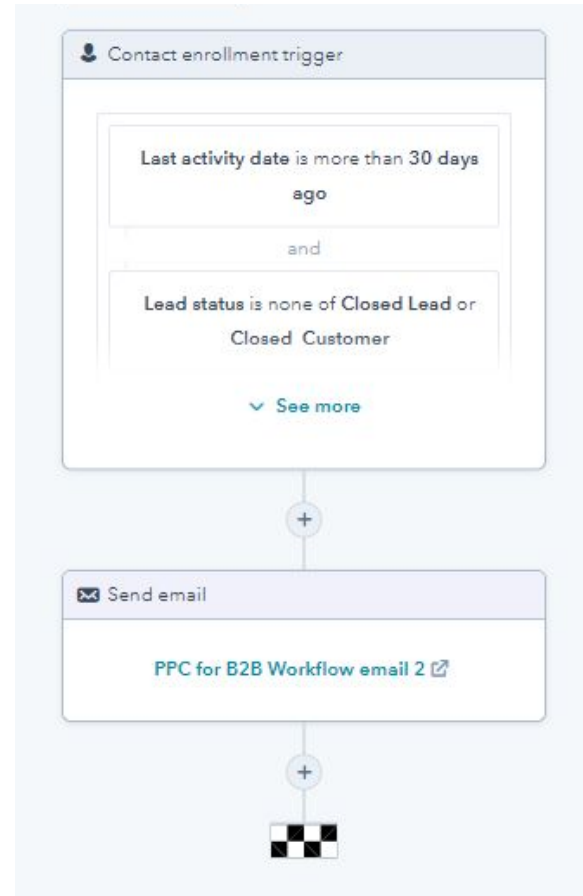 Contact enrollment trigger
Last activity date is more than 30 days
ago
and
Lead status is none of Closed Lead or
Closed Customer
See more
+
Send email
PPC for B2B Workflow email 2
+